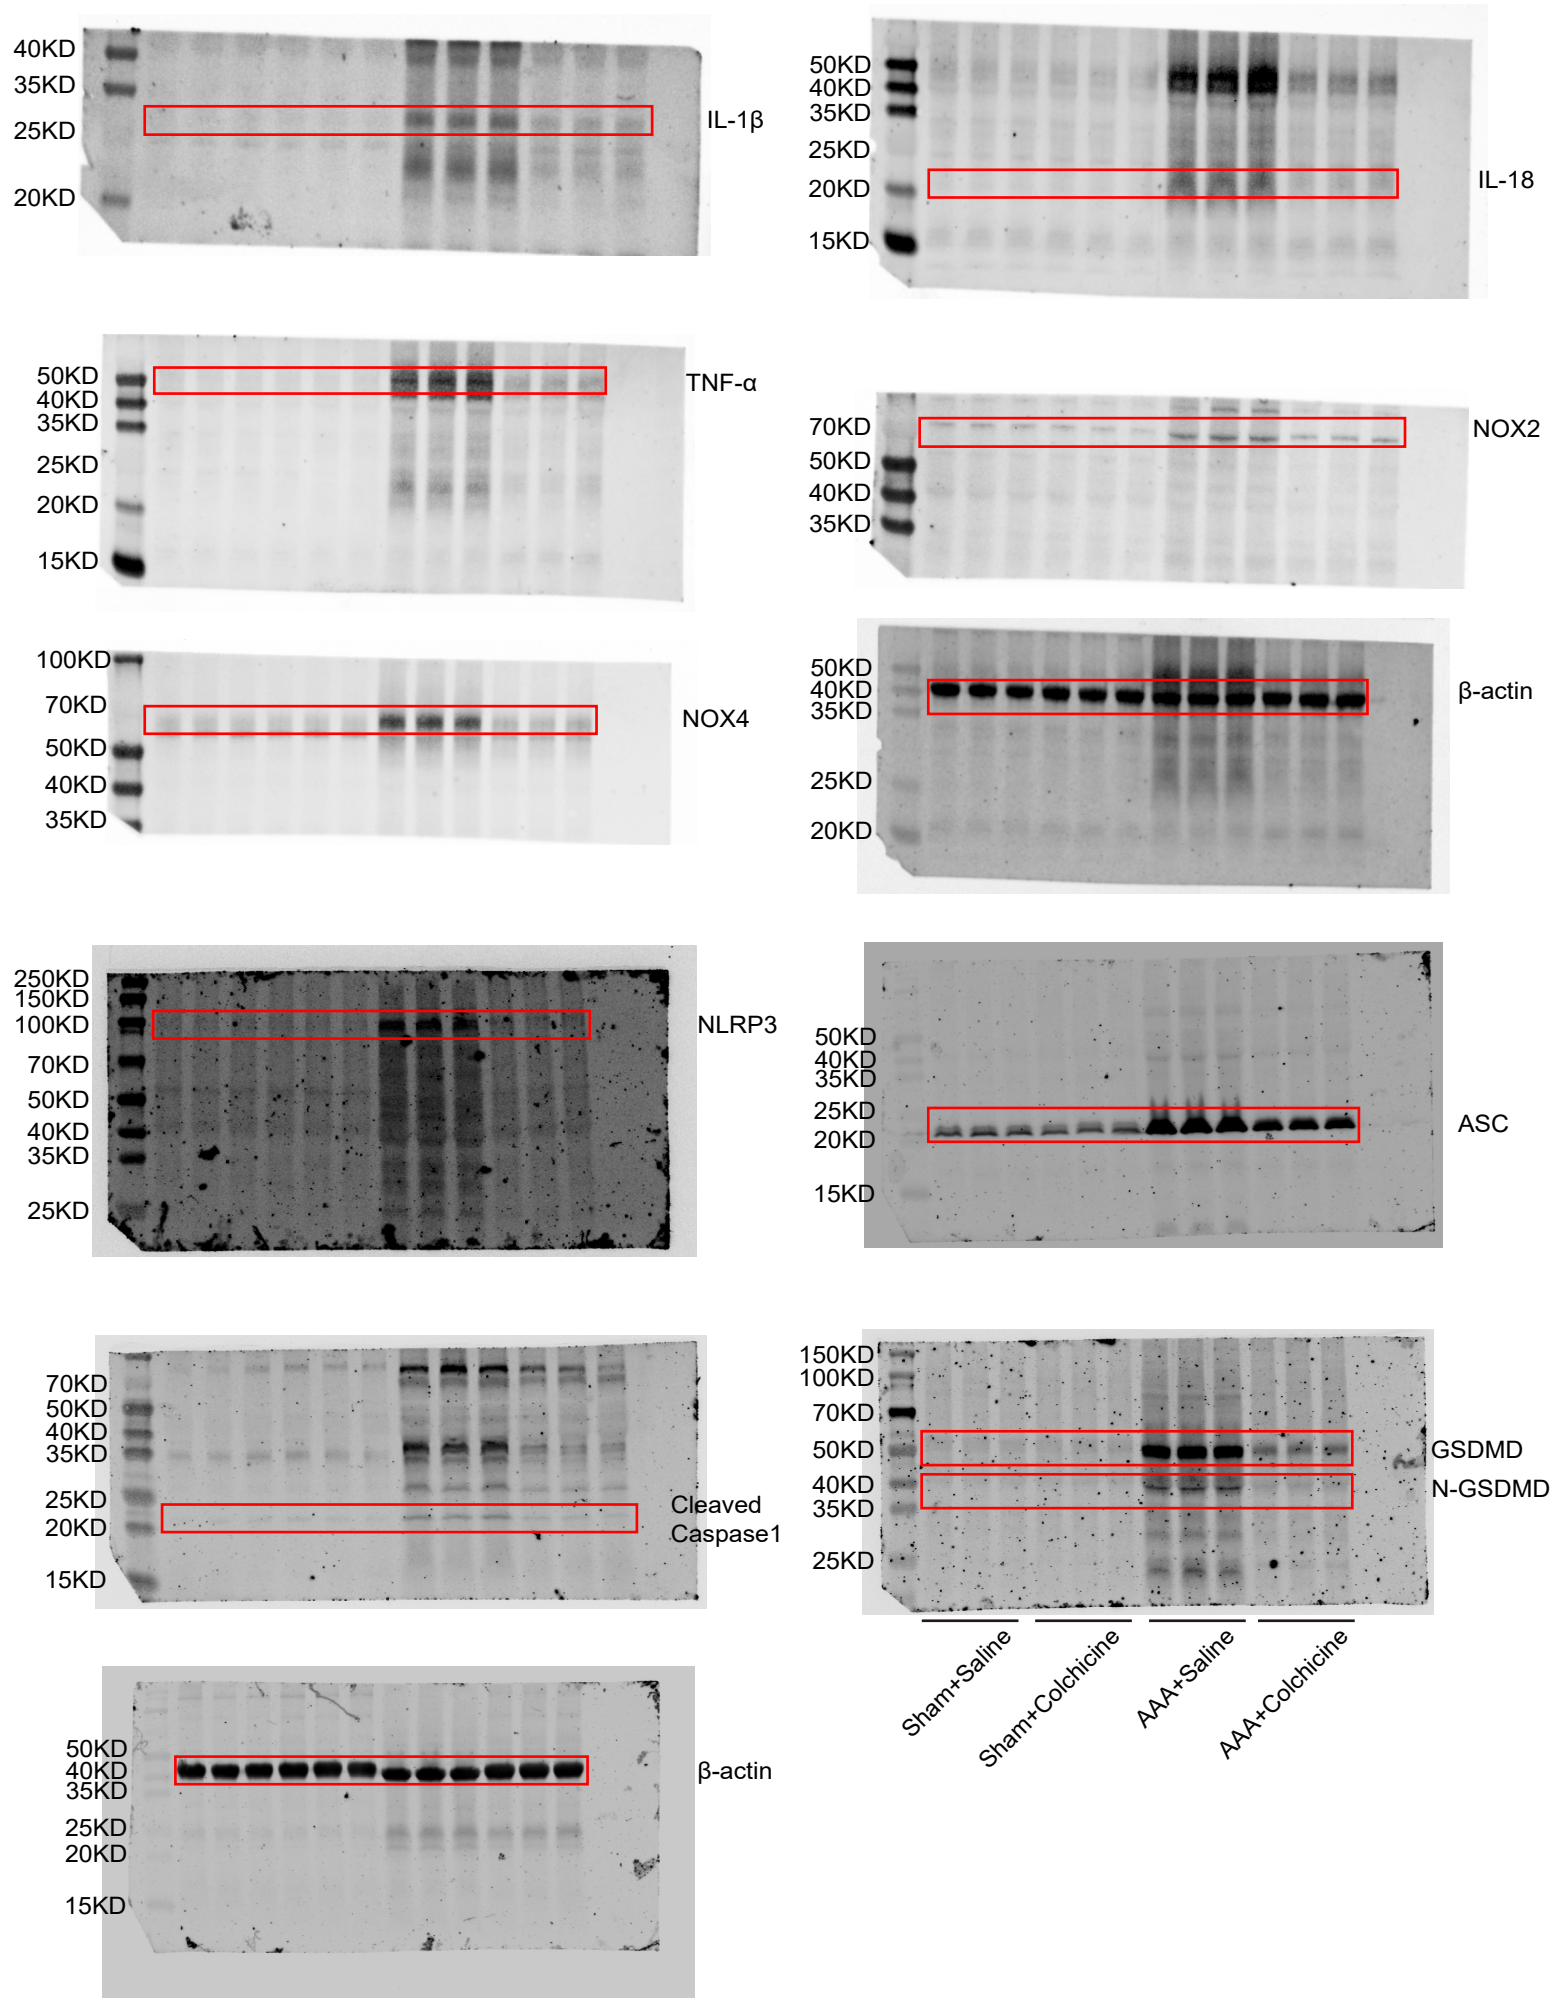 40KD
35KD
25KD
20KD
IL-1β
50KD
40KD
35KD
25KD
20KD
15KD
IL-18
50KD
40KD
35KD
25KD
20KD
15KD
TNF-α
70KD
50KD
40KD
35KD
NOX2
100KD
70KD
50KD
40KD
35KD
NOX4
50KD
40KD
35KD
25KD
20KD
β-actin
250KD
150KD
100KD
70KD
50KD
40KD
35KD
25KD
NLRP3
50KD
40KD
35KD
25KD
20KD
15KD
ASC
70KD
50KD
40KD
35KD
25KD
20KD
15KD
Cleaved
Caspase1
150KD
100KD
70KD
50KD
40KD
35KD
25KD
GSDMD
N-GSDMD
Sham+Saline
Sham+Colchicine
AAA+Saline
AAA+Colchicine
50KD
40KD
35KD
25KD
20KD
15KD
β-actin